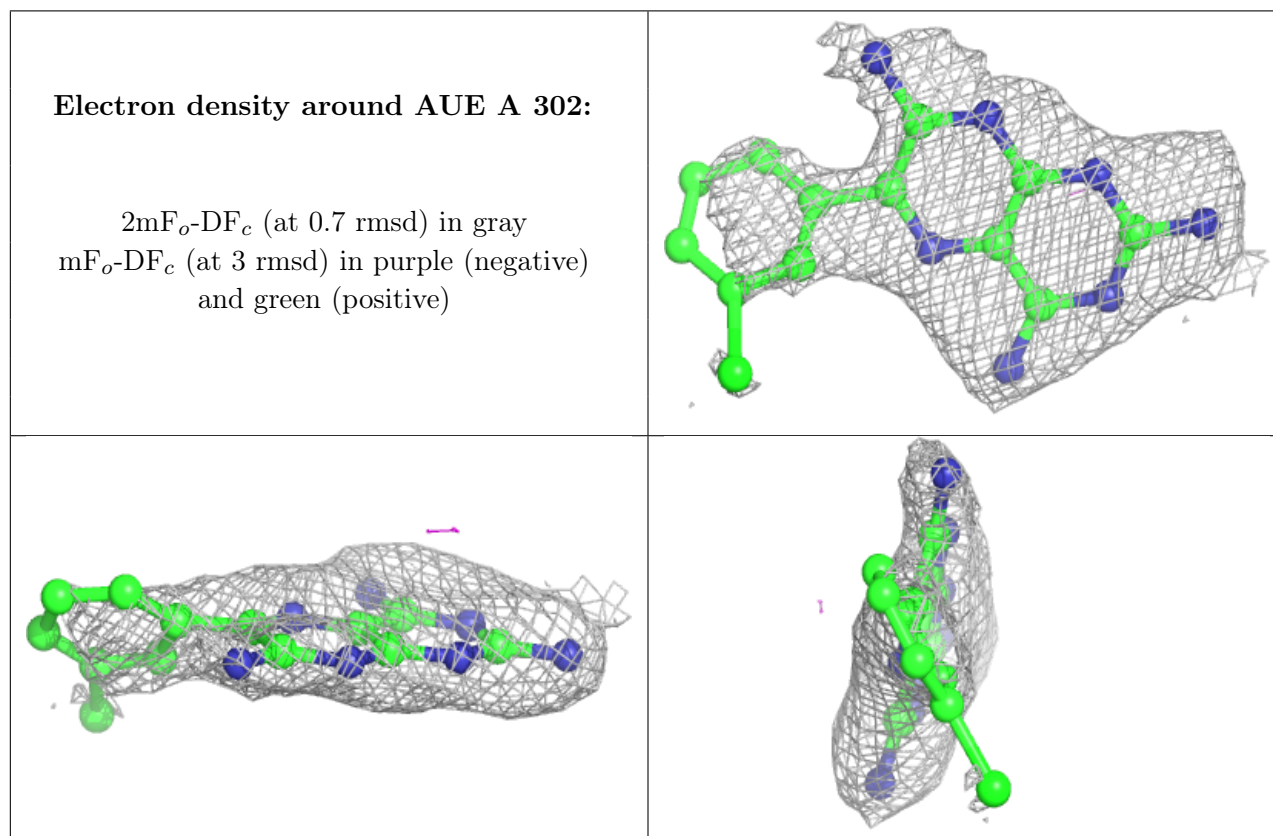 Electron density around AUE A 302:
2mFo-DFc (at 0.7 rmsd) in gray
mFo-DFc (at 3 rmsd) in purple (negative)
and green (positive)